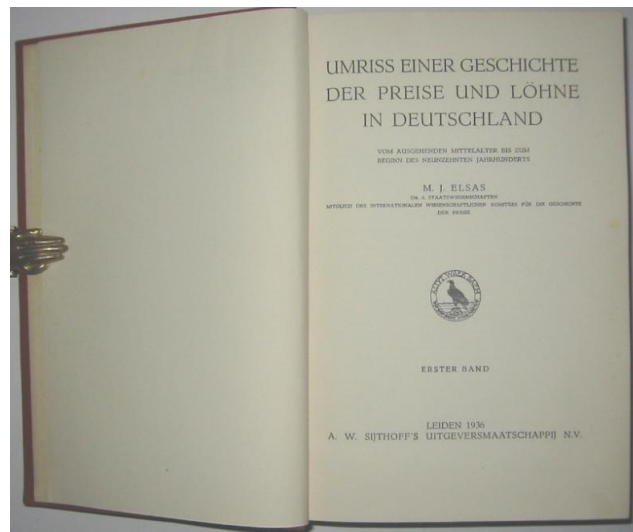 UMRISS EINER GESCHICHTE
DER PREISE UND LÖHNE
IN DEUTSCHLAND
VOM AUSGEHENDEN MITTELALTER BIS ZUM
BEGINN DES NEUNZEHNTEN JAHRHUNDERTS
M. J. ELSAS
DR. D. STAATSWISSENSCHAFTEN
MITGLIED DES INTERNATIONALEN WISSENSCHAFTLICHEN KOMITEES FÜR DIE GESCHICHTE
DER PREISE
ERSTER BAND
LEIDEN 1936
A. W. SIJTHOFF'S UITGEVERSMAATSCHAPPIJ N.V.